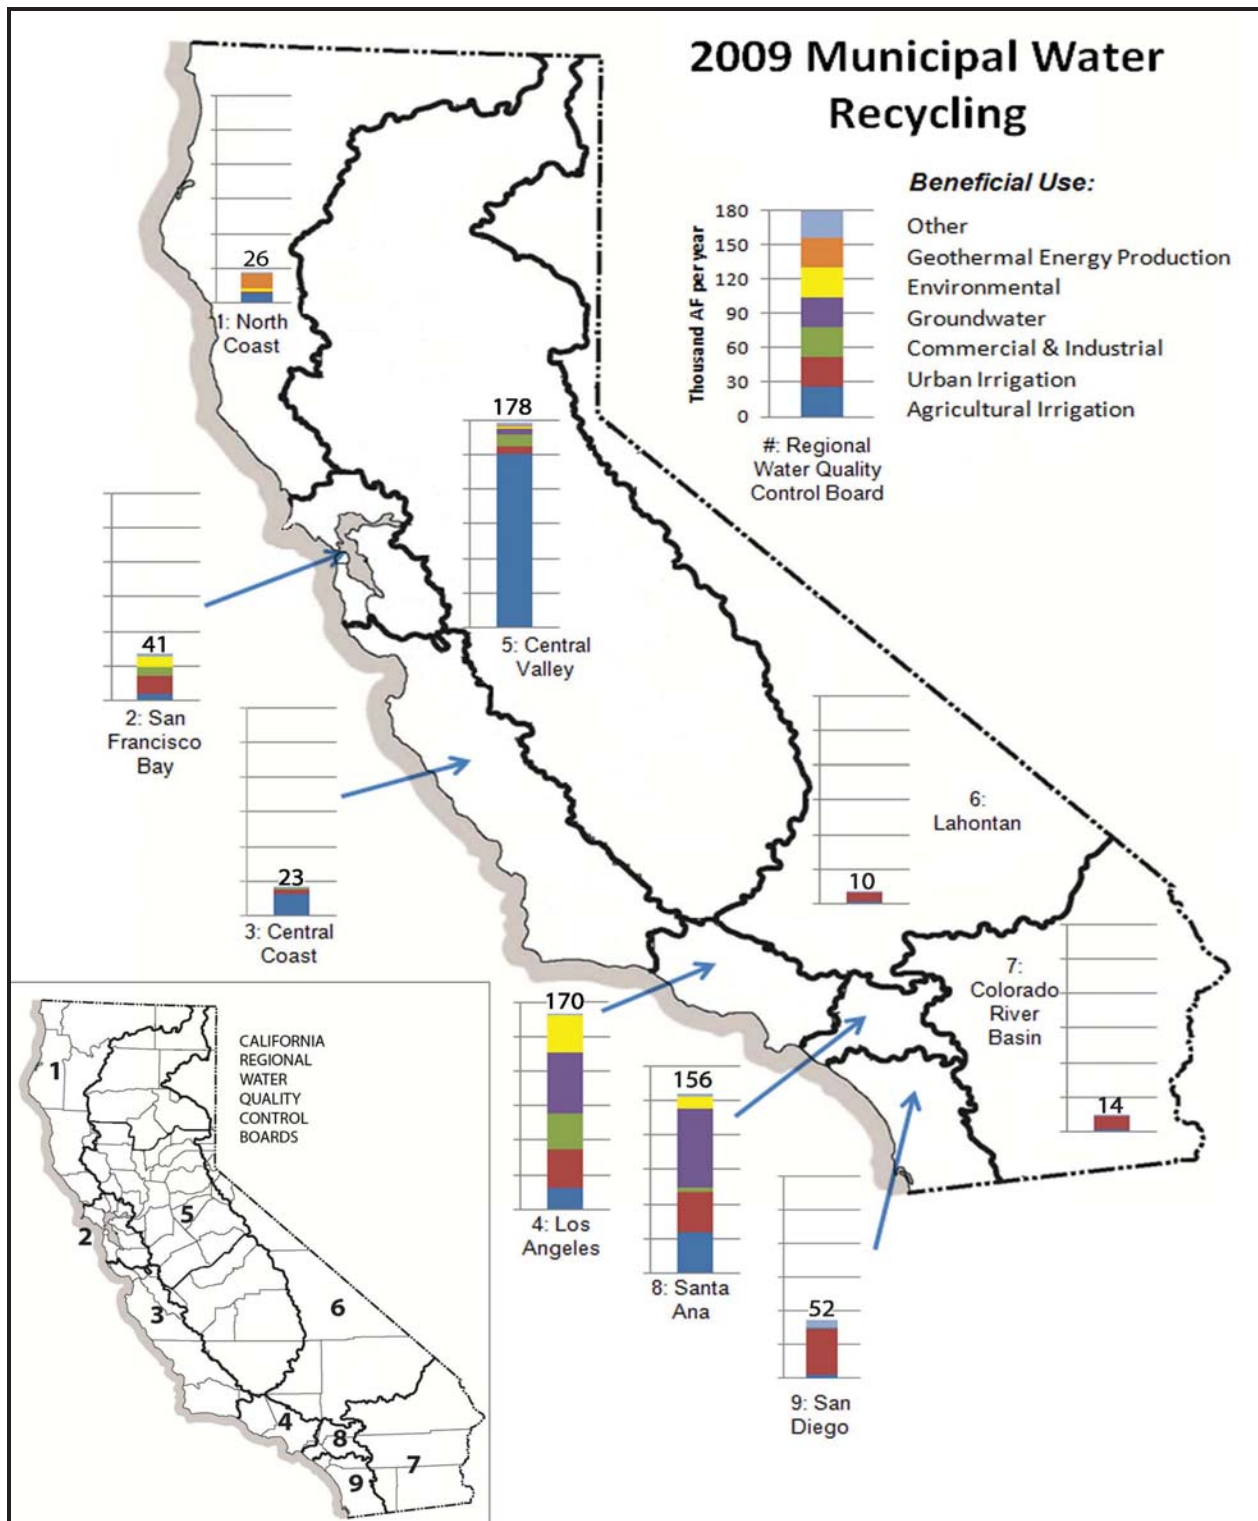 2009 Municipal Water
Recycling
Beneficial Use:
Thousand AF per year
180
150
120
90
60
30
0
Other
Geothermal Energy Production
Environmental
Groundwater
Commercial & Industrial
Urban Irrigation
Agricultural Irrigation
#: Regional
Water Quality
Control Board
26
1: North
Coast
178
5: Central
Valley
41
2: San
Francisco
Bay
23
3: Central
Coast
6:
Lahontan
10
7:
Colorado
River
Basin
14
170
4: Los
Angeles
156
8: Santa
Ana
52
9: San
Diego
CALIFORNIA
REGIONAL
WATER
QUALITY
CONTROL
BOARDS
1
2
5
3
6
4
8
7
9